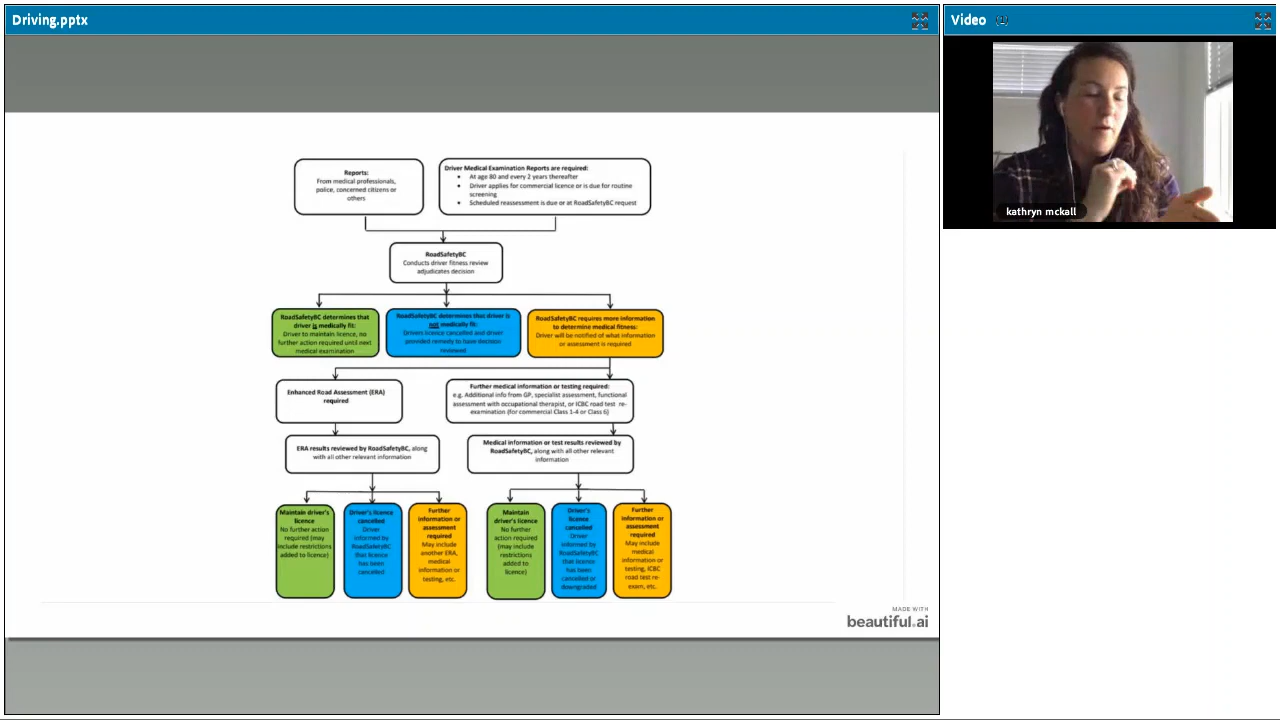 Driving.pptx
Video (1)
kathryn mckall
Reports:
From medical professionals,
police, concerned citizens or
others
Driver Medical Examination Reports are required:
• At age 80 and every 2 years thereafter
• Driver applies for commercial licence or is due for routine
screening
• Scheduled reassessment is due or at RoadSafetyBC request
RoadSafetyBC
Conducts driver fitness review
adjudicates decision
RoadSafetyBC determines that
driver is medically fit:
Driver to maintain licence, no
further action required until next
medical examination
RoadSafetyBC determines that driver is
not medically fit:
Drivers licence cancelled and driver
provided remedy to have decision
reviewed
RoadSafetyBC requires more information
to determine medical fitness:
Driver will be notified of what information
or assessment is required
Enhanced Road Assessment (ERA)
required
Further medical information or testing required:
e.g. Additional info from GP, specialist assessment, functional
assessment with occupational therapist, or ICBC road test re-
examination (for commercial Class 1-4 or Class 6)
ERA results reviewed by RoadSafetyBC, along
with all other relevant information
Medical information or test results reviewed by
RoadSafetyBC, along with all other relevant
information
Maintain driver's
licence
No further action
required (may
include restrictions
added to licence)
Driver's licence
cancelled
Driver
informed by
RoadSafetyBC
that licence
has been
cancelled
Further
information or
assessment
required
May include
another ERA,
medical
information or
testing, etc.
Maintain
driver's licence
No further
action required
(may include
restrictions
added to
licence)
Driver's
licence
cancelled
Driver
informed by
RoadSafetyBC
that licence
has been
cancelled or
downgraded
Further
information or
assessment
required
May include
medical
information or
testing, ICBC
road test re-
exam, etc.
MADE WITH
beautiful.ai